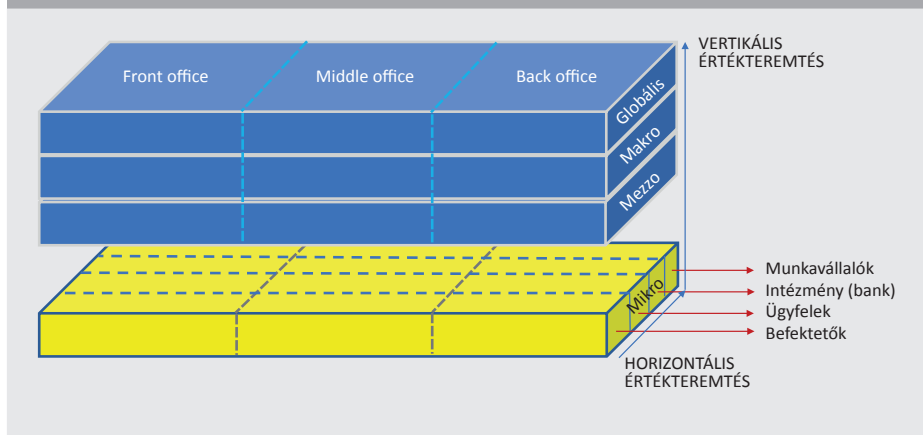 VERTIKÁLIS
ÉRTÉKTEREMTÉS
Front office
Middle office
Back office
Globális
Makro
Mezzo
Mikro
Munkavállalók
Intézmény (bank)
Ügyfelek
Befektetők
HORIZONTÁLIS
ÉRTÉKTEREMTÉS